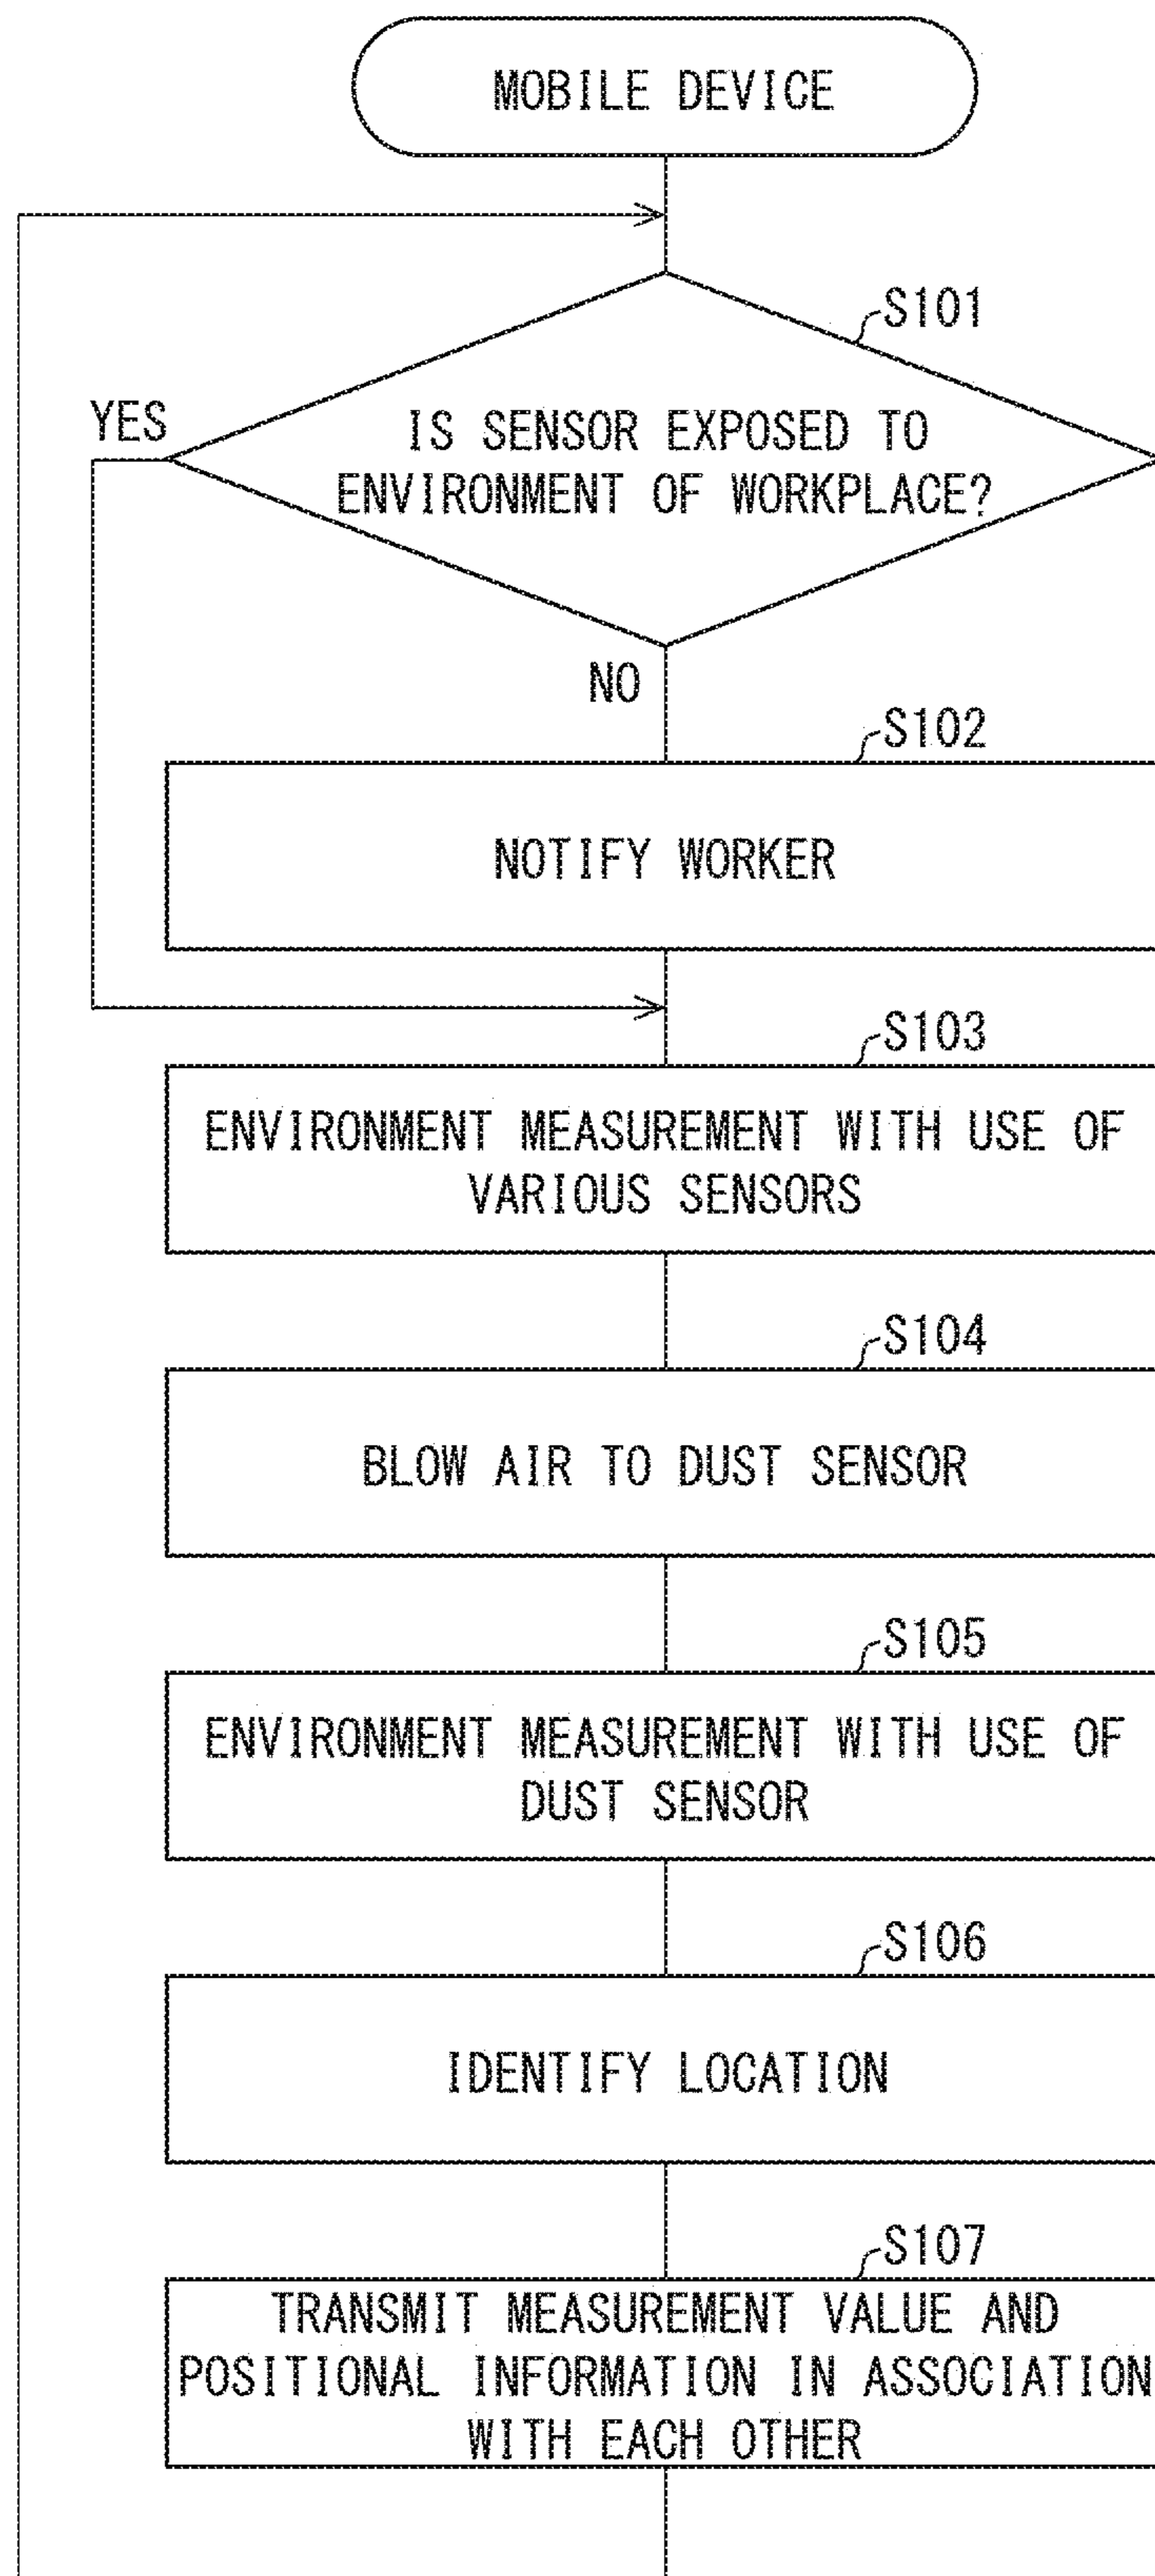 MOBILE DEVICE
S101
YES
IS SENSOR EXPOSED TO
ENVIRONMENT OF WORKPLACE?
NO
S102
NOTIFY WORKER
S103
ENVIRONMENT MEASUREMENT WITH USE OF
VARIOUS SENSORS
S104
BLOW AIR TO DUST SENSOR
S105
ENVIRONMENT MEASUREMENT WITH USE OF
DUST SENSOR
S106
IDENTIFY LOCATION
S107
TRANSMIT MEASUREMENT VALUE AND
POSITIONAL INFORMATION IN ASSOCIATION
WITH EACH OTHER